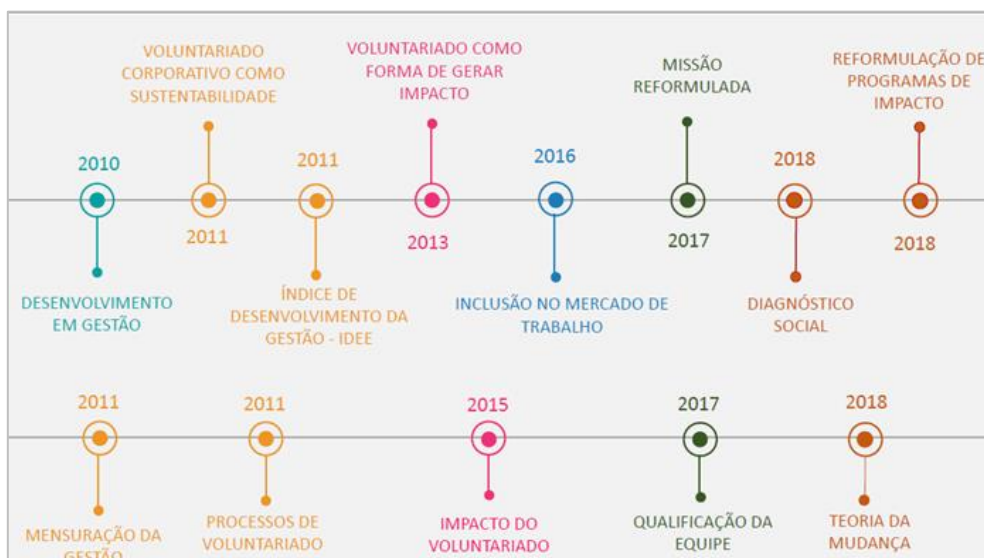 VOLUNTARIADO
CORPORATIVO COMO
SUSTENTABILIDADE
VOLUNTARIADO COMO
FORMA DE GERAR
IMPACTO
MISSÃO
REFORMULADA
REFORMULAÇÃO DE
PROGRAMAS DE
IMPACTO
2010
2011
2011
2013
2016
2017
2018
2018
DESENVOLVIMENTO
EM GESTÃO
ÍNDICE DE
DESENVOLVIMENTO DA
GESTÃO - IDEE
INCLUSÃO NO MERCADO DE
TRABALHO
DIAGNÓSTICO
SOCIAL
2011
2011
2015
2017
2018
MENSURAÇÃO DA
GESTÃO
PROCESSOS DE
VOLUNTARIADO
IMPACTO DO
VOLUNTARIADO
QUALIFICAÇÃO DA
EQUIPE
TEORIA DA
MUDANÇA